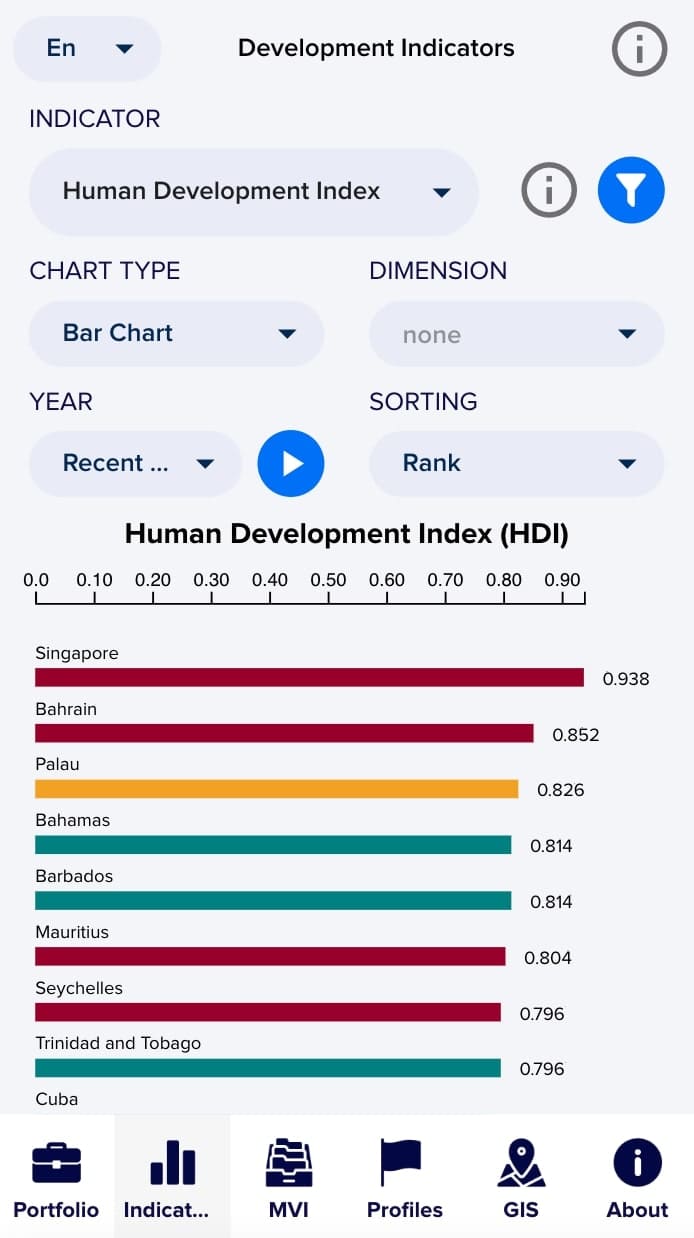 En
Development Indicators
INDICATOR
Human Development Index
CHART TYPE DIMENSION
Bar Chart none
YEAR SORTING
Recent ... Rank
Human Development Index (HDI)
0.0 0.10 0.20 0.30 0.40 0.50 0.60 0.70 0.80 0.90
Singapore
0.938
Bahrain
0.852
Palau
0.826
Bahamas
0.814
Barbados
0.814
Mauritius
0.804
Seychelles
0.796
Trinidad and Tobago
0.796
Cuba
Portfolio Indicat... MVI Profiles GIS About